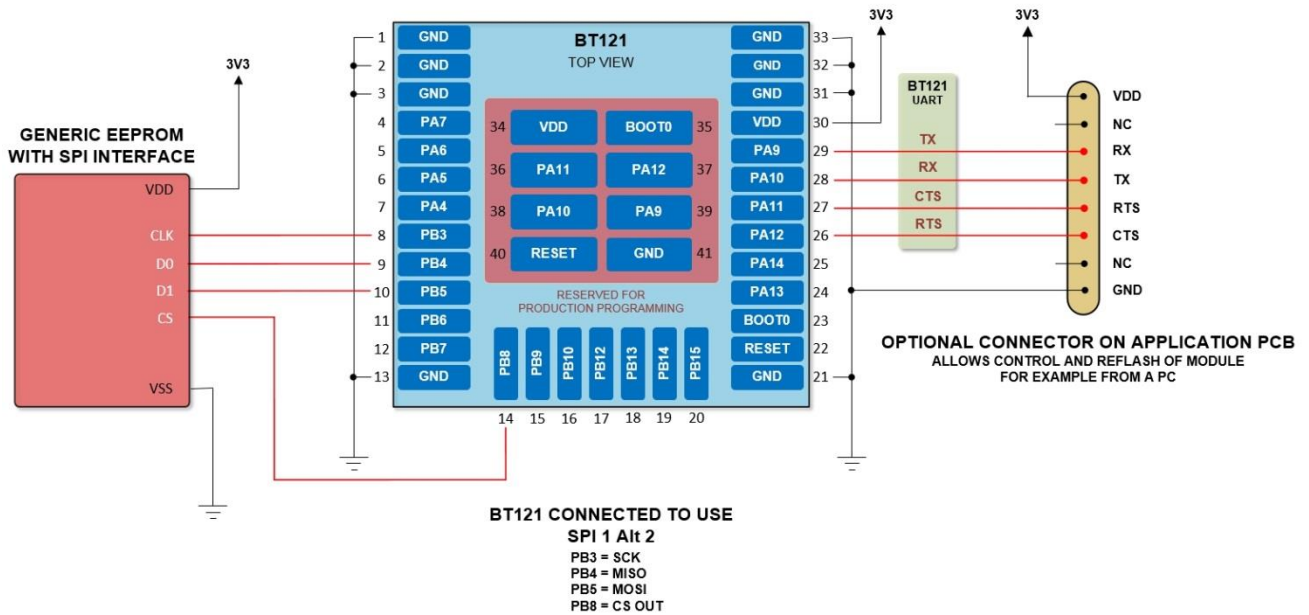 GENERIC EEPROM
WITH SPI INTERFACE
3V3
VDD
CLK
D0
D1
CS
VSS
BT121
TOP VIEW
1 GND
2 GND
3 GND
4 PA7
5 PA6
6 PA5
7 PA4
8 PB3
9 PB4
10 PB5
11 PB6
12 PB7
13 GND
34 VDD BOOT0 35
36 PA11 PA12 37
38 PA10 PA9 39
40 RESET GND 41
RESERVED FOR
PRODUCTION PROGRAMMING
PB8 PB9 PB10 PB12 PB13 PB14 PB15
14 15 16 17 18 19 20
GND 33
GND 32
GND 31
VDD 30
PA9 29
PA10 28
PA11 27
PA12 26
PA14 25
PA13 24
BOOT0 23
RESET 22
GND 21
3V3
BT121
UART
TX
RX
CTS
RTS
3V3
VDD
NC
RX
TX
RTS
CTS
NC
GND
OPTIONAL CONNECTOR ON APPLICATION PCB
ALLOWS CONTROL AND REFLASH OF MODULE
FOR EXAMPLE FROM A PC
BT121 CONNECTED TO USE
SPI 1 Alt 2
PB3 = SCK
PB4 = MISO
PB5 = MOSI
PB8 = CS OUT